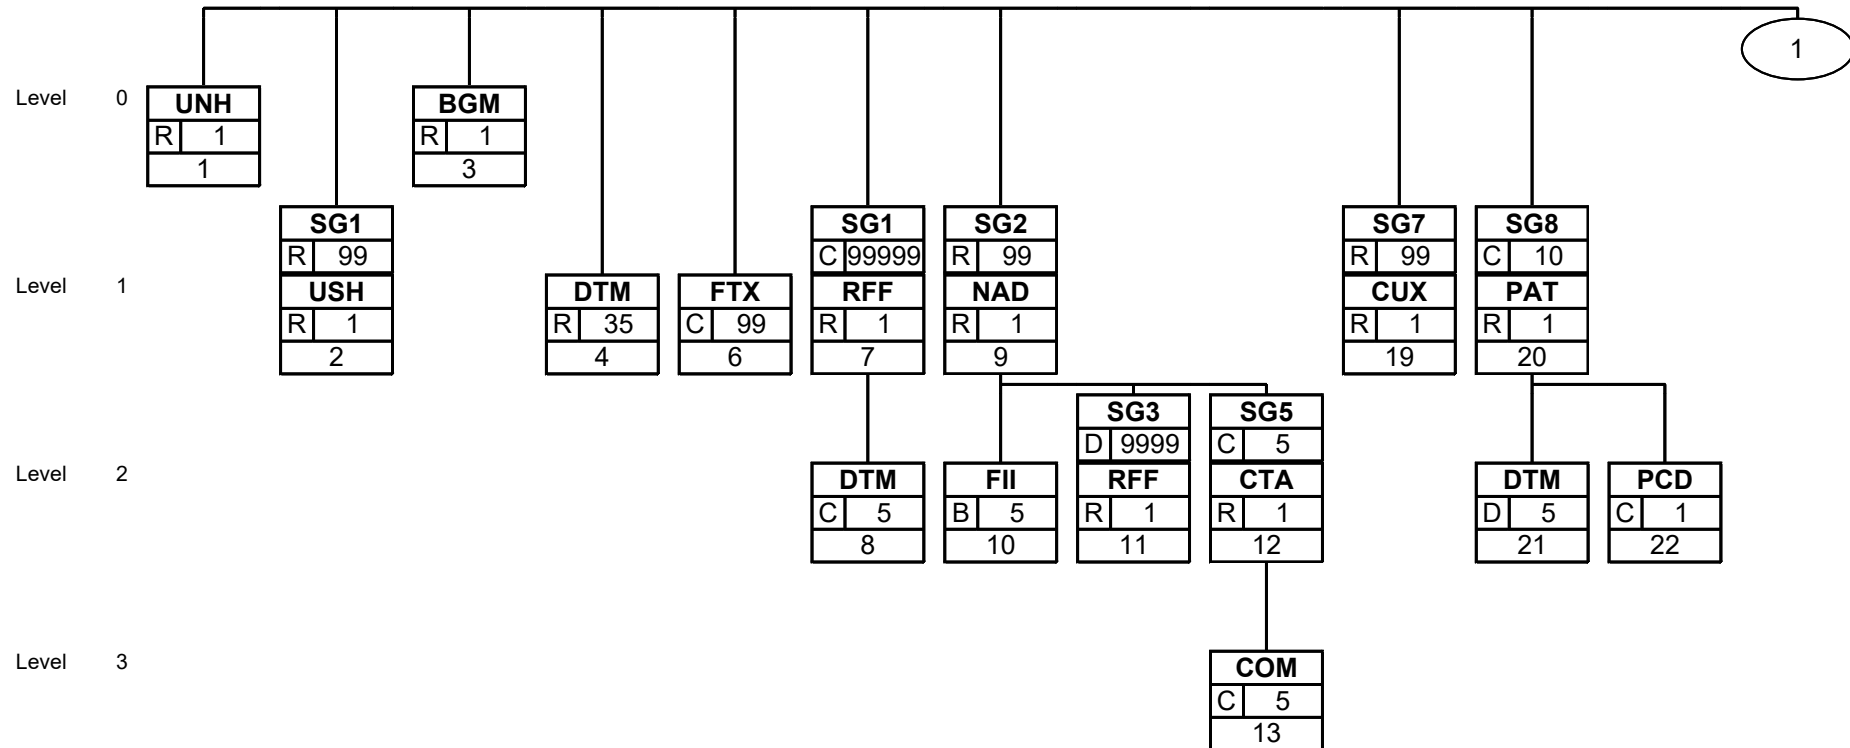 1
Level 0
UNH
R 1
1
BGM
R 1
3
SG1
R 99
USH
R 1
2
Level 1
DTM
R 35
4
FTX
C 99
6
SG1
C 99999
RFF
R 1
7
SG2
R 99
NAD
R 1
9
SG7
R 99
CUX
R 1
19
SG8
C 10
PAT
R 1
20
Level 2
DTM
C 5
8
FII
B 5
10
SG3
D 9999
RFF
R 1
11
SG5
C 5
CTA
R 1
12
DTM
D 5
21
PCD
C 1
22
Level 3
COM
C 5
13